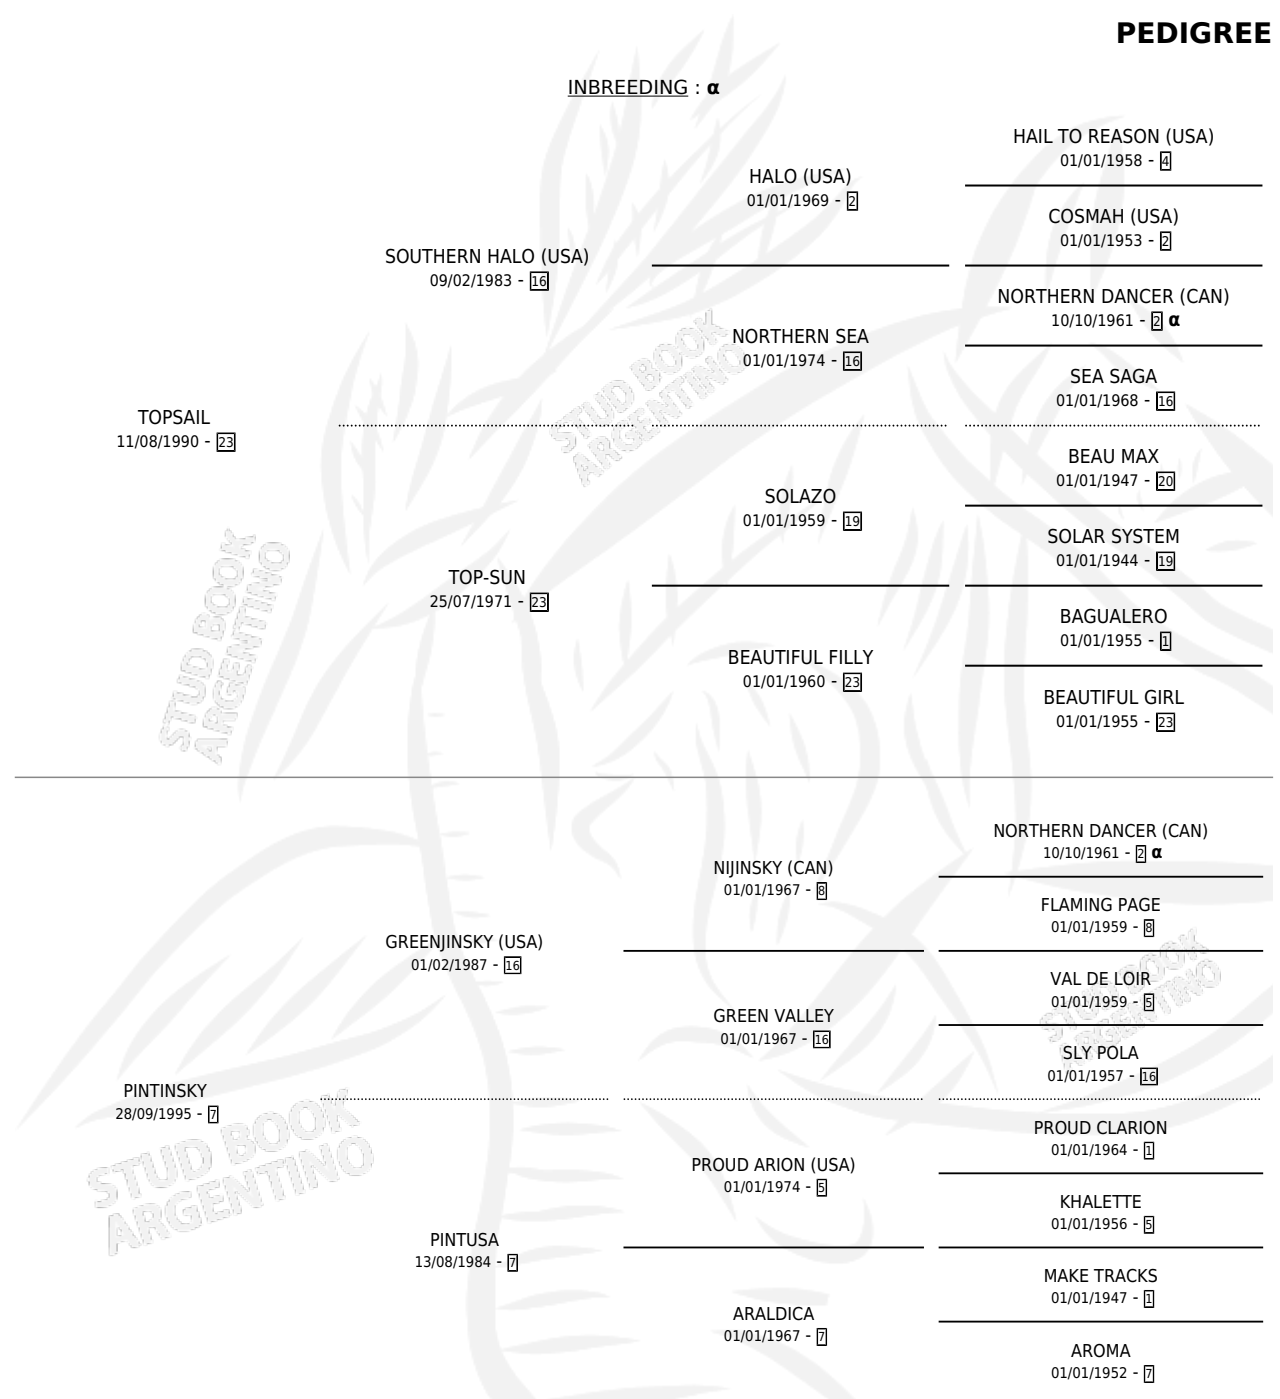 PEDIGREE
INBREEDING : α
HAIL TO REASON (USA)
01/01/1958 - 4
HALO (USA)
01/01/1969 - 2
COSMAH (USA)
01/01/1953 - 2
SOUTHERN HALO (USA)
09/02/1983 - 16
NORTHERN DANCER (CAN)
10/10/1961 - 2 α
NORTHERN SEA
01/01/1974 - 16
SEA SAGA
01/01/1968 - 16
TOPSAIL
11/08/1990 - 23
BEAU MAX
01/01/1947 - 20
SOLAZO
01/01/1959 - 19
SOLAR SYSTEM
01/01/1944 - 19
TOP-SUN
25/07/1971 - 23
BAGUALERO
01/01/1955 - 1
BEAUTIFUL FILLY
01/01/1960 - 23
BEAUTIFUL GIRL
01/01/1955 - 23
NORTHERN DANCER (CAN)
10/10/1961 - 2 α
NIJINSKY (CAN)
01/01/1967 - 8
FLAMING PAGE
01/01/1959 - 8
GREENJINSKY (USA)
01/02/1987 - 16
VAL DE LOIR
01/01/1959 - 5
GREEN VALLEY
01/01/1967 - 16
SLY POLA
01/01/1957 - 16
PINTINSKY
28/09/1995 - 7
PROUD CLARION
01/01/1964 - 1
PROUD ARION (USA)
01/01/1974 - 5
KHALETTE
01/01/1956 - 5
PINTUSA
13/08/1984 - 7
MAKE TRACKS
01/01/1947 - 1
ARALDICA
01/01/1967 - 7
AROMA
01/01/1952 - 7
STUD BOOK
ARGENTINO
STUD BOOK
ARGENTINO
STUD BOOK
ARGENTINO
STUD BOOK
ARGENTINO